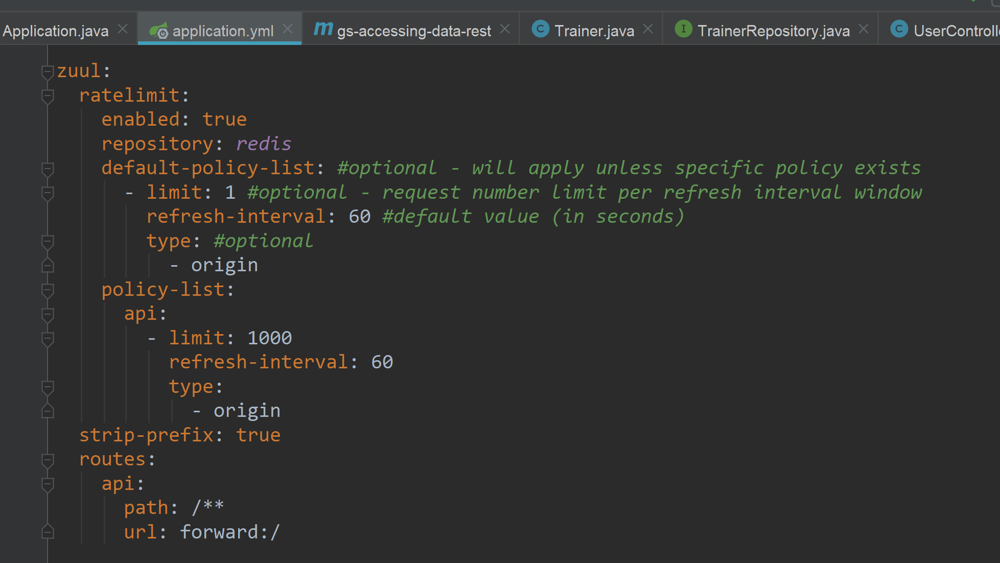 Application.java application.yml m gs-accessing-data-rest C Trainer.java I TrainerRepository.java C
zuul:
ratelimit:
enabled: true
repository: redis
default-policy-list: #optional - will apply unless specific policy exists
- limit: 1 #optional - request number limit per refresh interval window
refresh-interval: 60 #default value (in seconds)
type: #optional
- origin
policy-list:
api:
- limit: 1000
refresh-interval: 60
type:
- origin
strip-prefix: true
routes:
api:
path: /**
url: forward:/